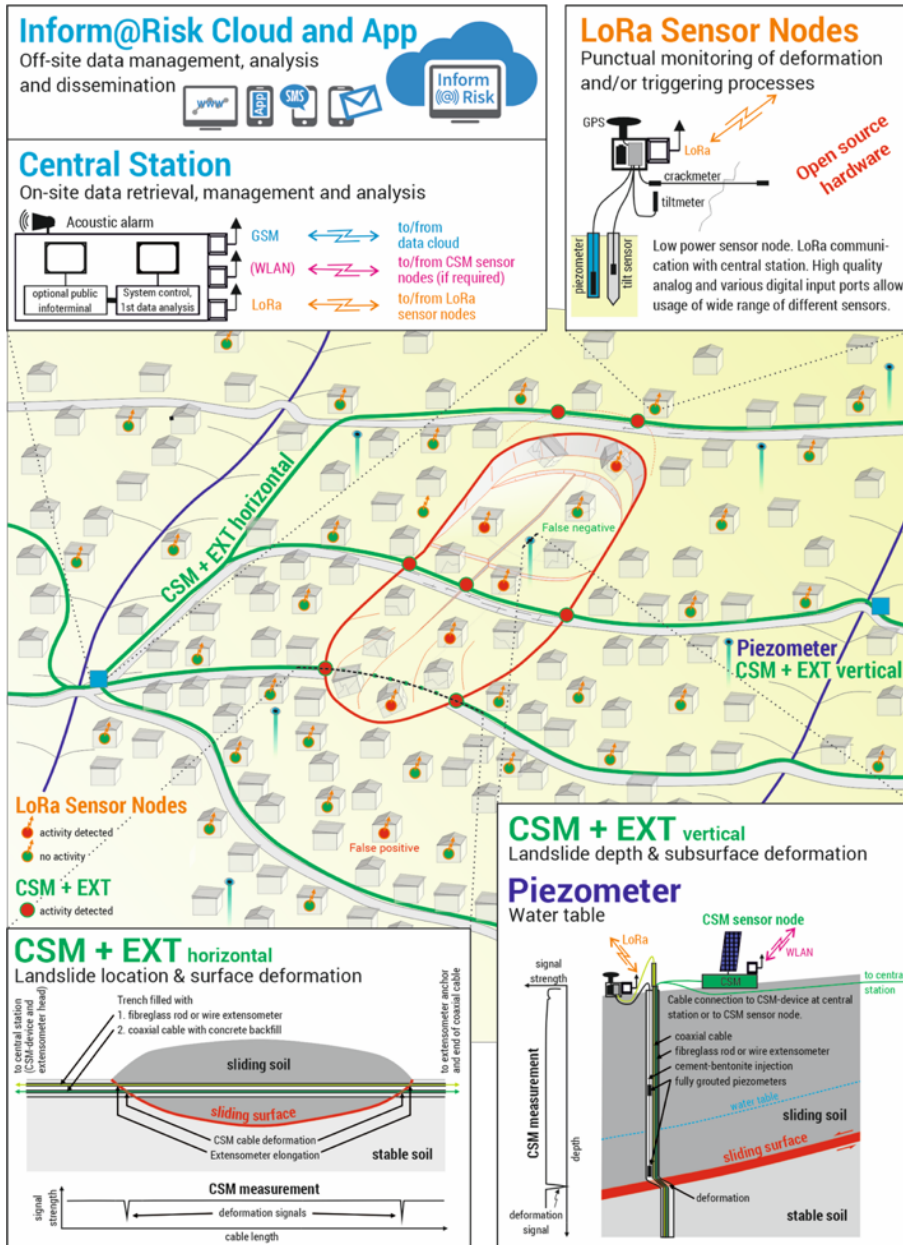 Inform@Risk Cloud and App
Off-site data management, analysis
and dissemination
www
App
SMS
Inform
(@) Risk
Central Station
On-site data retrieval, management and analysis
Acoustic alarm
optional public
infoterminal
System control,
1st data analysis
GSM
to/from
data cloud
(WLAN)
to/from CSM sensor
nodes (if required)
LoRa
to/from LoRa
sensor nodes
LoRa Sensor Nodes
Punctual monitoring of deformation
and/or triggering processes
GPS
LoRa
Open source
hardware
crackmeter
tiltmeter
piezometer
tilt sensor
Low power sensor node. LoRa communi-
cation with central station. High quality
analog and various digital input ports allow
usage of wide range of different sensors.
CSM + EXT horizontal
False negative
Piezometer
CSM + EXT vertical
LoRa Sensor Nodes
activity detected
no activity
False positive
CSM + EXT
activity detected
CSM + EXT horizontal
Landslide location & surface deformation
to central station
(CSM-device and
extensometer head)
Trench filled with
1. fibreglass rod or wire extensometer
2. coaxial cable with concrete backfill
to extensometer anchor
and end of coaxial cable
sliding soil
sliding surface
CSM cable deformation
Extensometer elongation
stable soil
CSM measurement
signal
strength
deformation signals
cable length
CSM + EXT vertical
Landslide depth & subsurface deformation
Piezometer
Water table
CSM sensor node
LoRa
WLAN
signal
strength
CSM
to central
station
Cable connection to CSM-device at central
station or to CSM sensor node.
coaxial cable
fibreglass rod or wire extensometer
cement-bentonite injection
fully grouted piezometers
CSM measurement
depth
water table
sliding soil
sliding surface
deformation
deformation
signal
stable soil